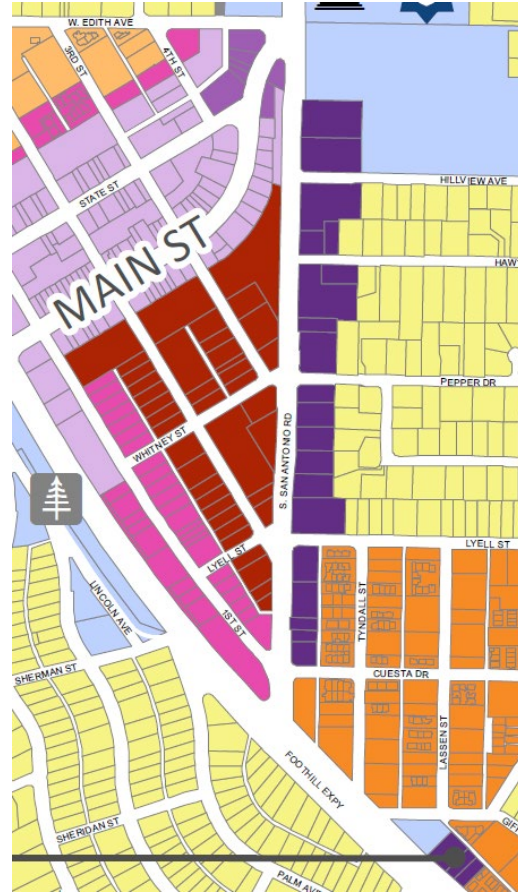 W. EDITH AVE
3RD ST
4TH ST
STATE ST
HILLVIEW AVE
MAIN ST
HAW
PEPPER DR
WHITNEY ST
S. SAN ANTONIO RD
LYELL ST
LYELL ST
LINCOLN AVE
1ST ST
TYNDALL ST
SHERMAN ST
CUESTA DR
LASSEN ST
FOOTHILL EXPY
SHERIDAN ST
GIF
PALM AVE